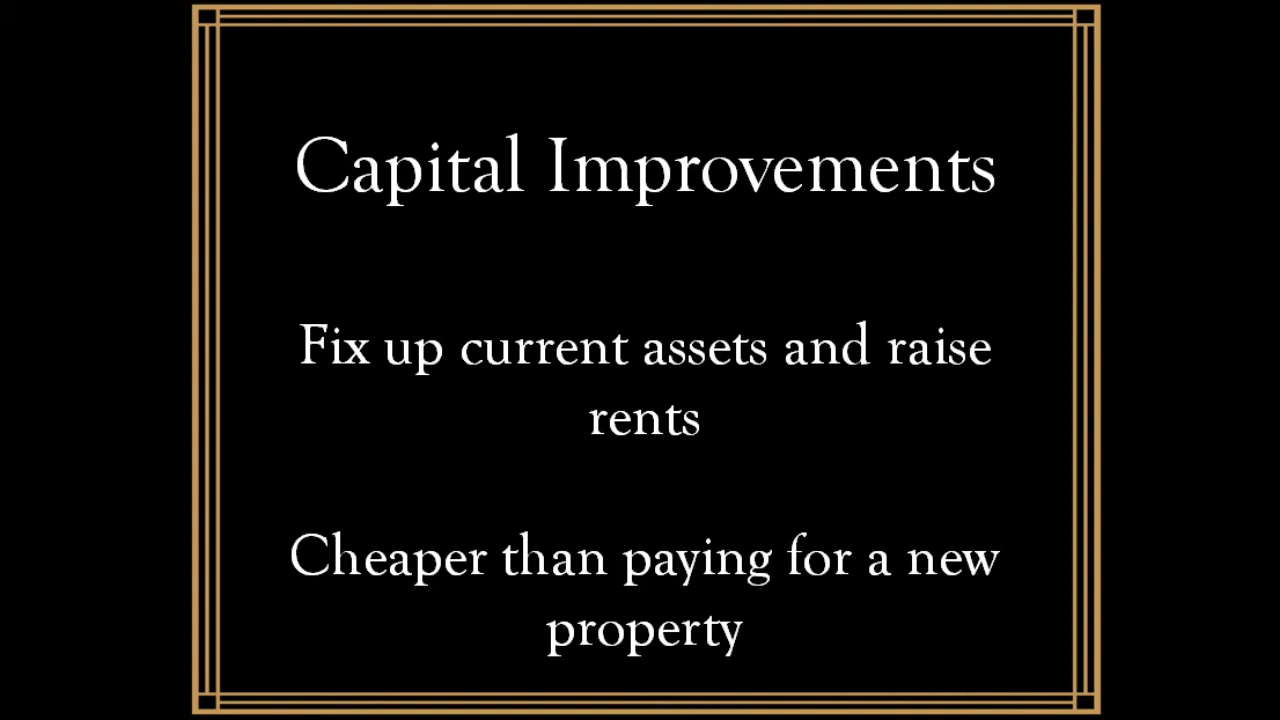 Capital Improvements
Fix up current assets and raise
rents
Cheaper than paying for a new
property